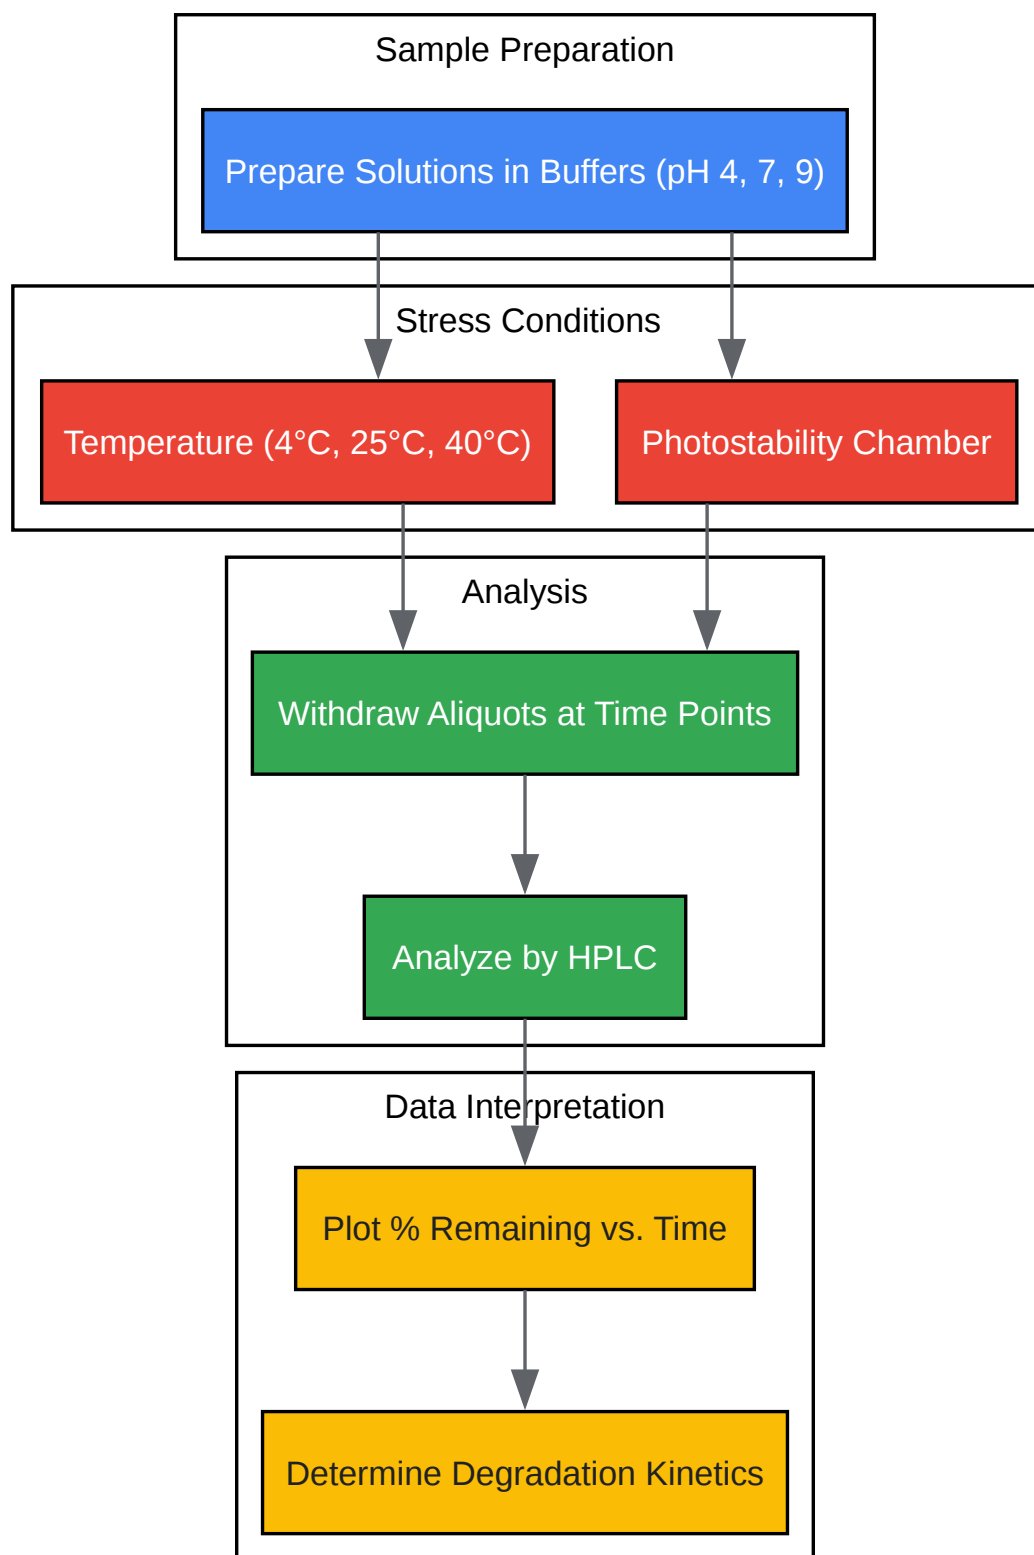 Sample Preparation
Prepare Solutions in Buffers (pH 4, 7, 9)
Stress Conditions
Temperature (4°C, 25°C, 40°C)
Photostability Chamber
Analysis
Withdraw Aliquots at Time Points
Analyze by HPLC
Data Interpretation
Plot % Remaining vs. Time
Determine Degradation Kinetics